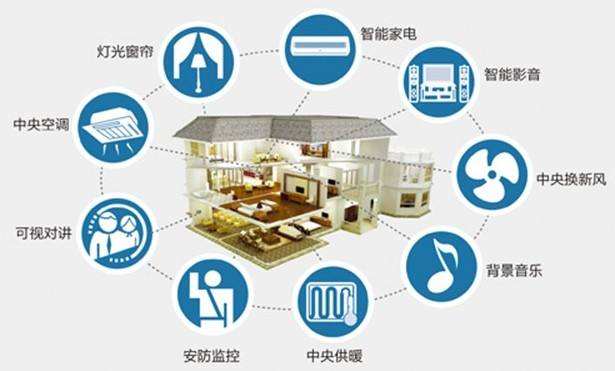 智能家电
灯光窗帘
智能影音
中央空调
中央换新风
可视对讲
背景音乐
安防监控
中央供暖